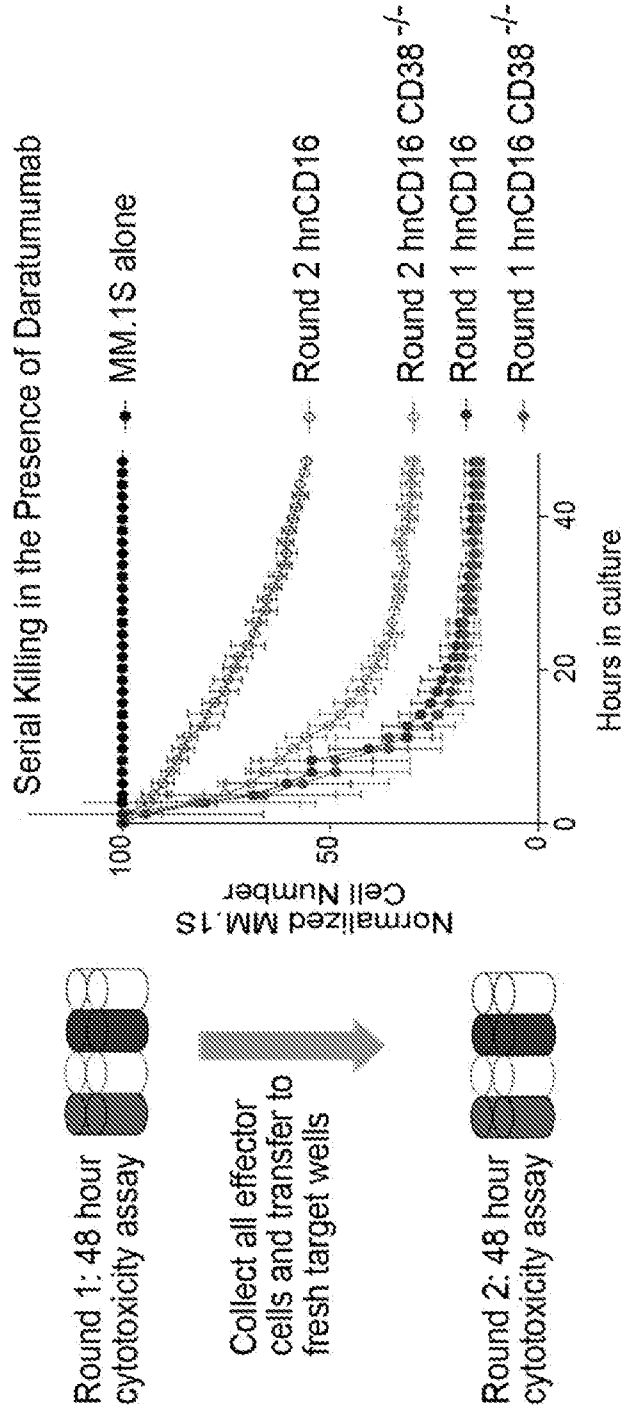 Round 1: 48 hour
cytotoxicity assay
Collect all effector
cells and transfer to
fresh target wells
Round 2: 48 hour
cytotoxicity assay
Serial Killing in the Presence of Daratumumab
Normalized MM.1S
Cell Number
100
50
0
0
20
40
Hours in culture
MM.1S alone
Round 2 hnCD16
Round 2 hnCD16 CD38 -/-
Round 1 hnCD16
Round 1 hnCD16 CD38 -/-